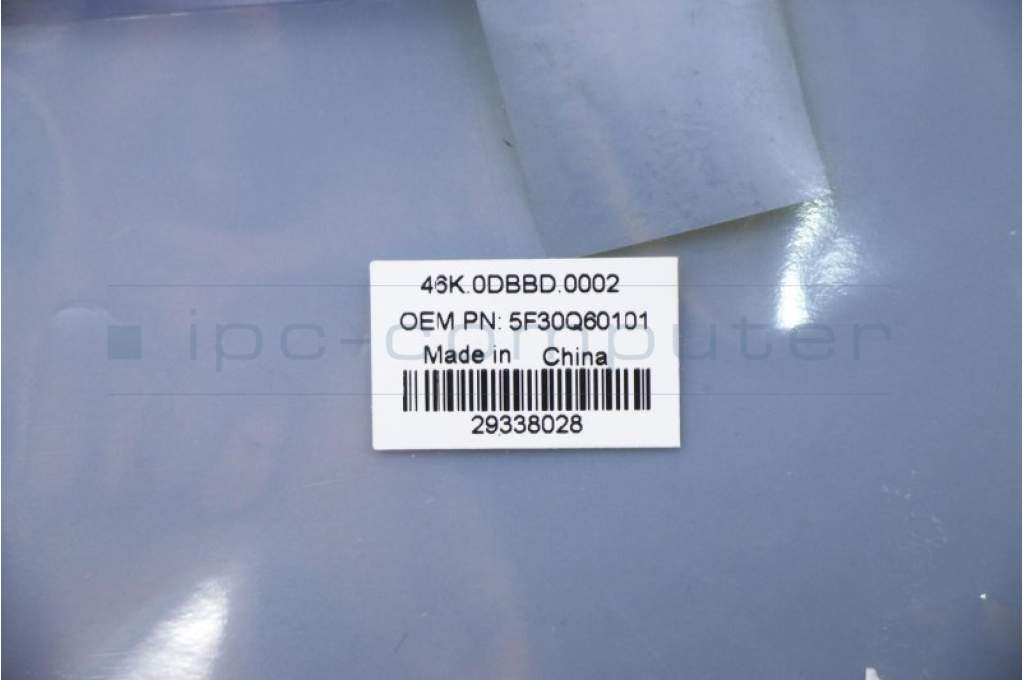 46K.0DBBD.0002
OEM PN: 5F30Q60101
ipc-computer
Made in China
29338028